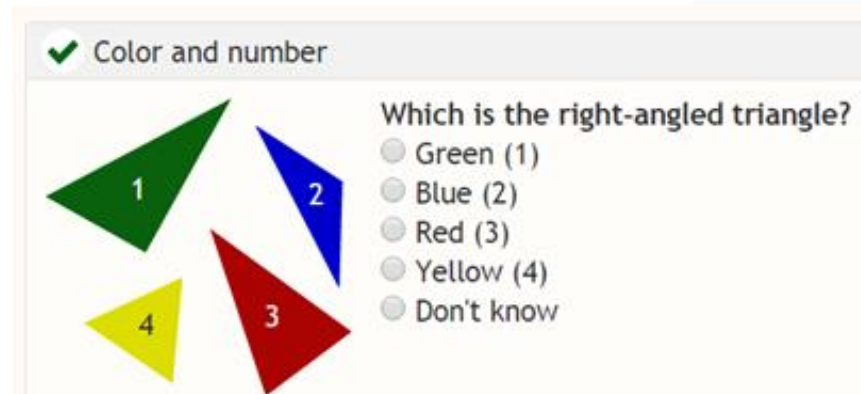 Color and number
Which is the right-angled triangle?
Green (1)
Blue (2)
Red (3)
Yellow (4)
Don't know
1
2
3
4